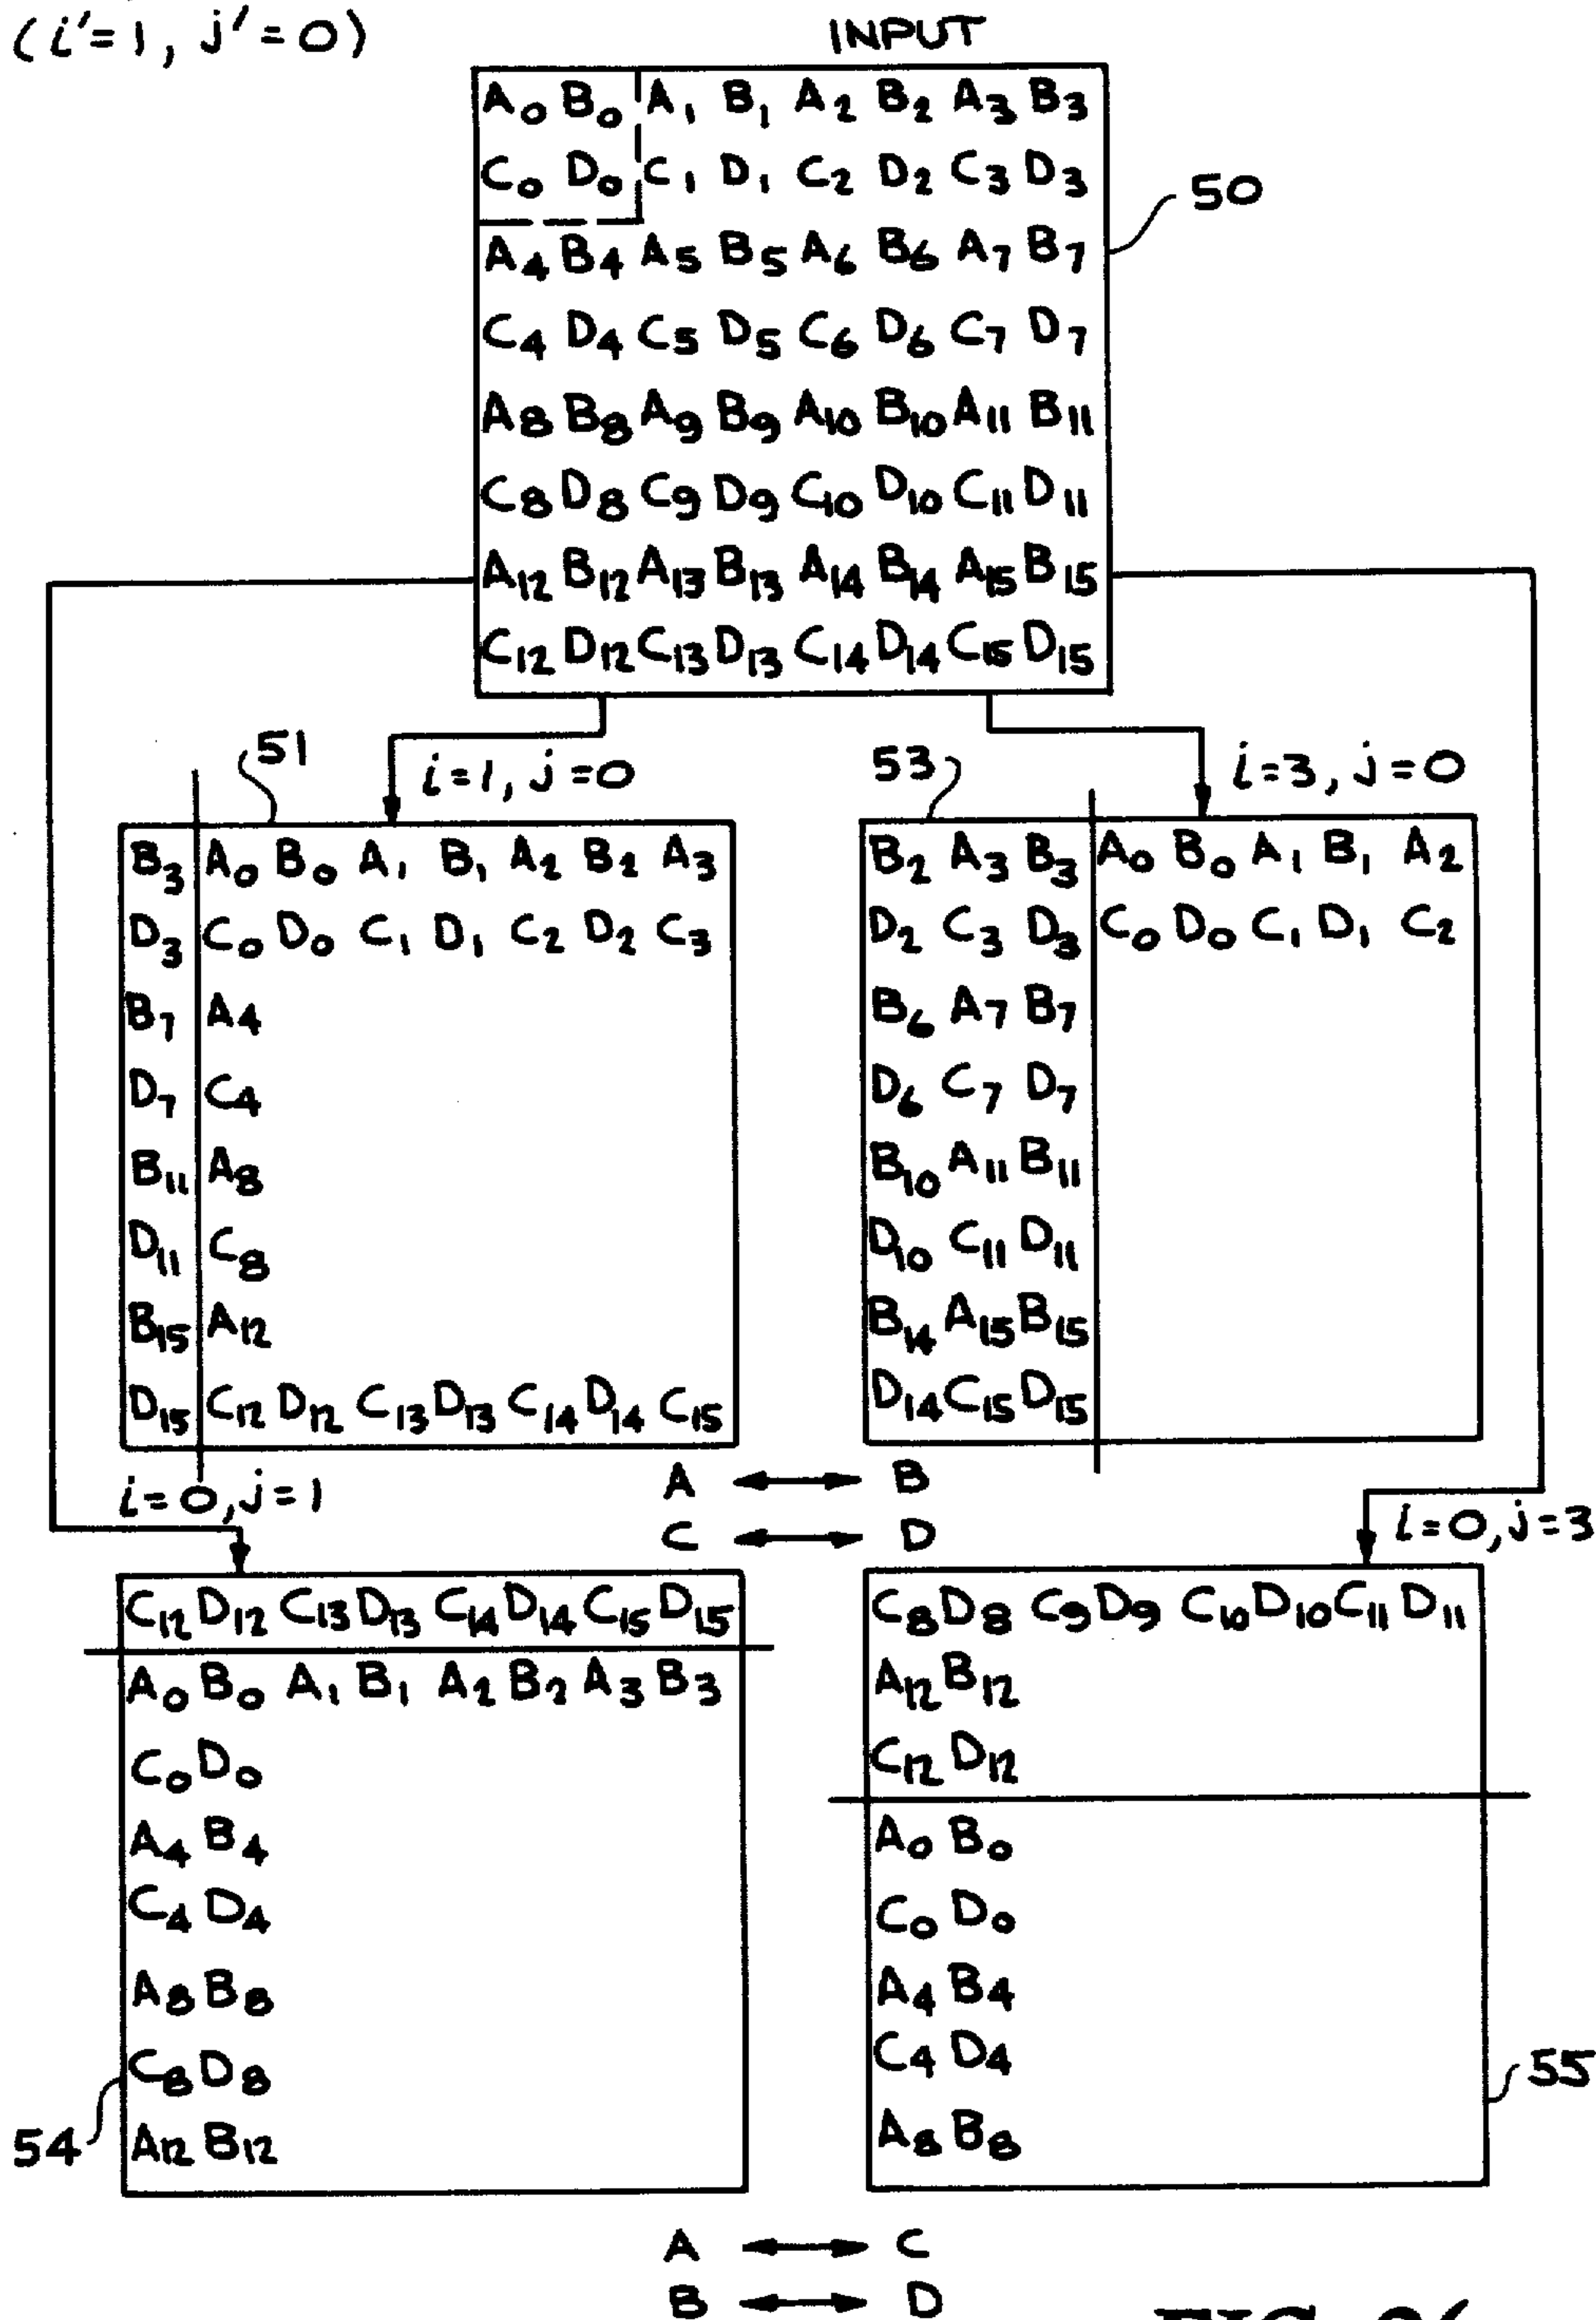 (i'=1, j'=0)
INPUT
A0 B0 A1 B1 A2 B2 A3 B3
C0 D0 C1 D1 C2 D2 C3 D3
50
A4 B4 A5 B5 A6 B6 A7 B7
C4 D4 C5 D5 C6 D6 C7 D7
A8 B8 A9 B9 A10 B10 A11 B11
C8 D8 C9 D9 C10 D10 C11 D11
A12 B12 A13 B13 A14 B14 A15 B15
C12 D12 C13 D13 C14 D14 C15 D15
51
i=1, j=0
B3 A0 B0 A1 B1 A2 B2 A3
D3 C0 D0 C1 D1 C2 D2 C3
B7 A4
D7 C4
B11 A8
D11 C8
B15 A12
D15 C12 D12 C13 D13 C14 D14 C15
53
i=3, j=0
B2 A3 B3 A0 B0 A1 B1 A2
D2 C3 D3 C0 D0 C1 D1 C2
B6 A7 B7
D6 C7 D7
B10 A11 B11
D10 C11 D11
B14 A15 B15
D14 C15 D15
A ↔ B
C ↔ D
i=0, j=1
C12 D12 C13 D13 C14 D14 C15 D15
A0 B0 A1 B1 A2 B2 A3 B3
C0 D0
A4 B4
C4 D4
A8 B8
C8 D8
A12 B12
54
i=0, j=3
C8 D8 C9 D9 C10 D10 C11 D11
A12 B12
C12 D12
A0 B0
C0 D0
A4 B4
C4 D4
A8 B8
55
A ↔ C
B ↔ D